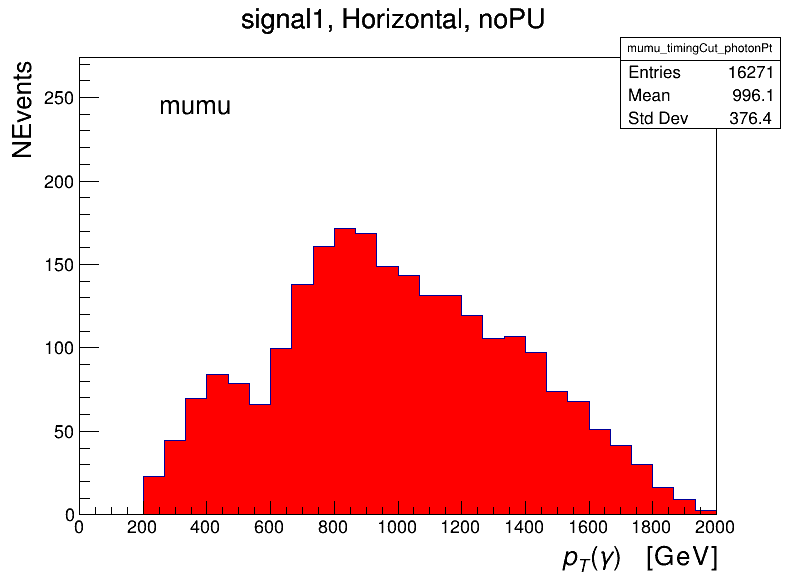 signal1, Horizontal, noPU
mumu_timingCut_photonPt
Entries 16271
Mean 996.1
Std Dev 376.4
NEvents
mumu
250
200
150
100
50
0
0 200 400 600 800 1000 1200 1400 1600 1800 2000
p_T(γ) [GeV]